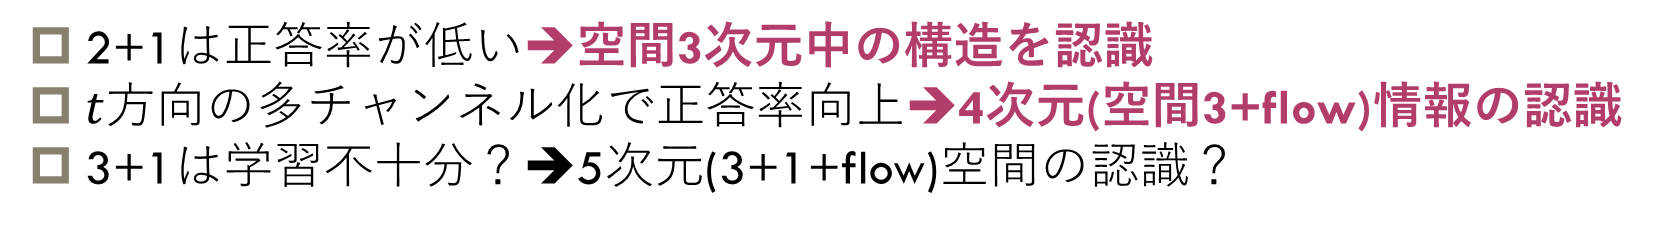 □ 2+1は正答率が低い➔空間3次元中の構造を認識
□ t方向の多チャンネル化で正答率向上➔4次元(空間3+flow)情報の認識
□ 3+1は学習不十分？➔5次元(3+1+flow)空間の認識？